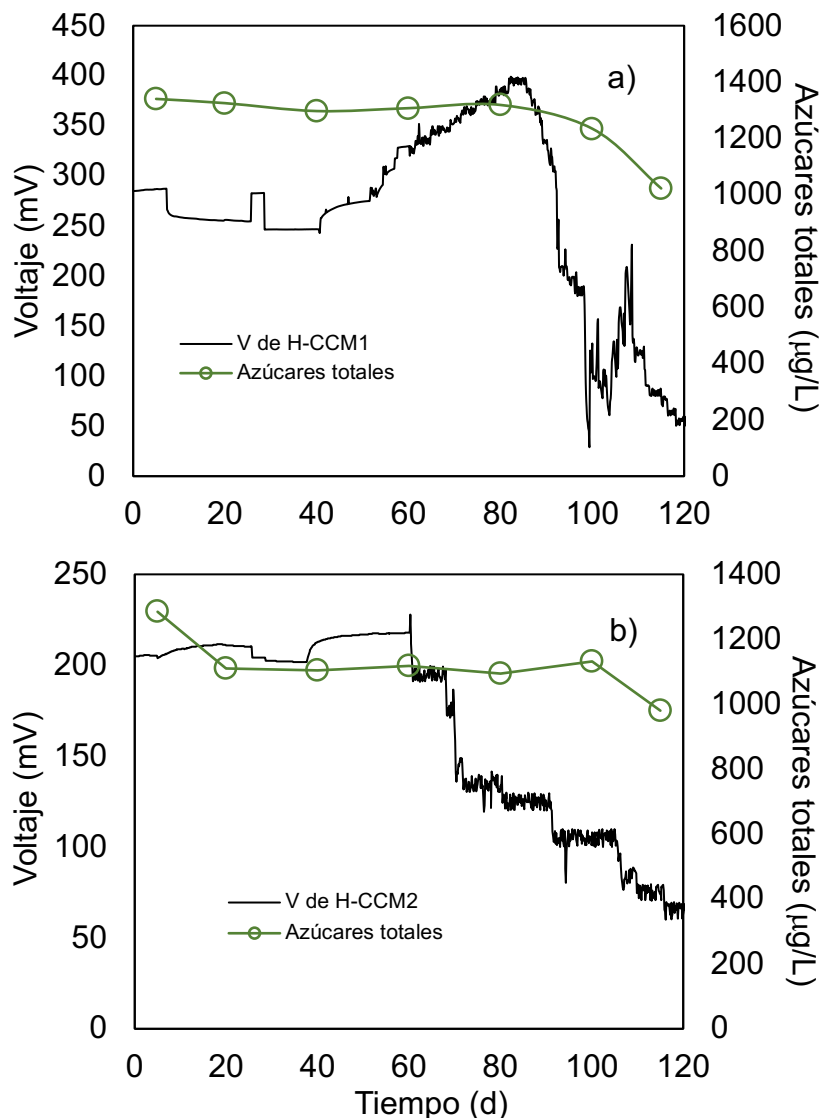 a)
450
400
350
300
250
200
150
100
50
0
Voltaje (mV)
1600
1400
1200
1000
800
600
400
200
0
Azúcares totales (µg/L)
V de H-CCM1
Azúcares totales
0 20 40 60 80 100 120
b)
250
200
150
100
50
0
Voltaje (mV)
1400
1200
1000
800
600
400
200
0
Azúcares totales (µg/L)
V de H-CCM2
Azúcares totales
0 20 40 60 80 100 120
Tiempo (d)